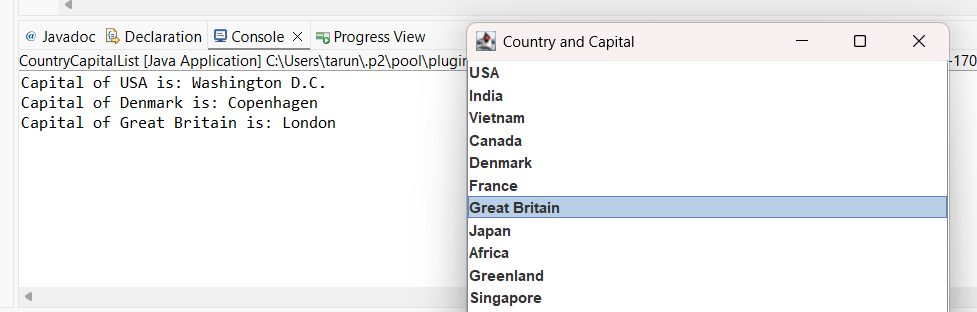 @ Javadoc Declaration Console Progress View
CountryCapitalList [Java Application] C:\Users\tarun\.p2\pool\plugin
-170
Capital of USA is: Washington D.C.
Capital of Denmark is: Copenhagen
Capital of Great Britain is: London
Country and Capital
USA
India
Vietnam
Canada
Denmark
France
Great Britain
Japan
Africa
Greenland
Singapore